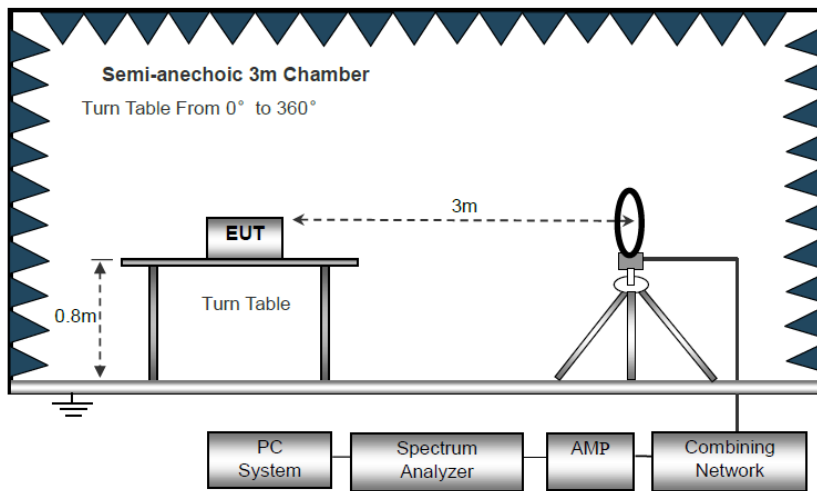 Semi-anechoic 3m Chamber
Turn Table From 0° to 360°
3m
EUT
Turn Table
0.8m
PC
System
Spectrum
Analyzer
AMP
Combining
Network